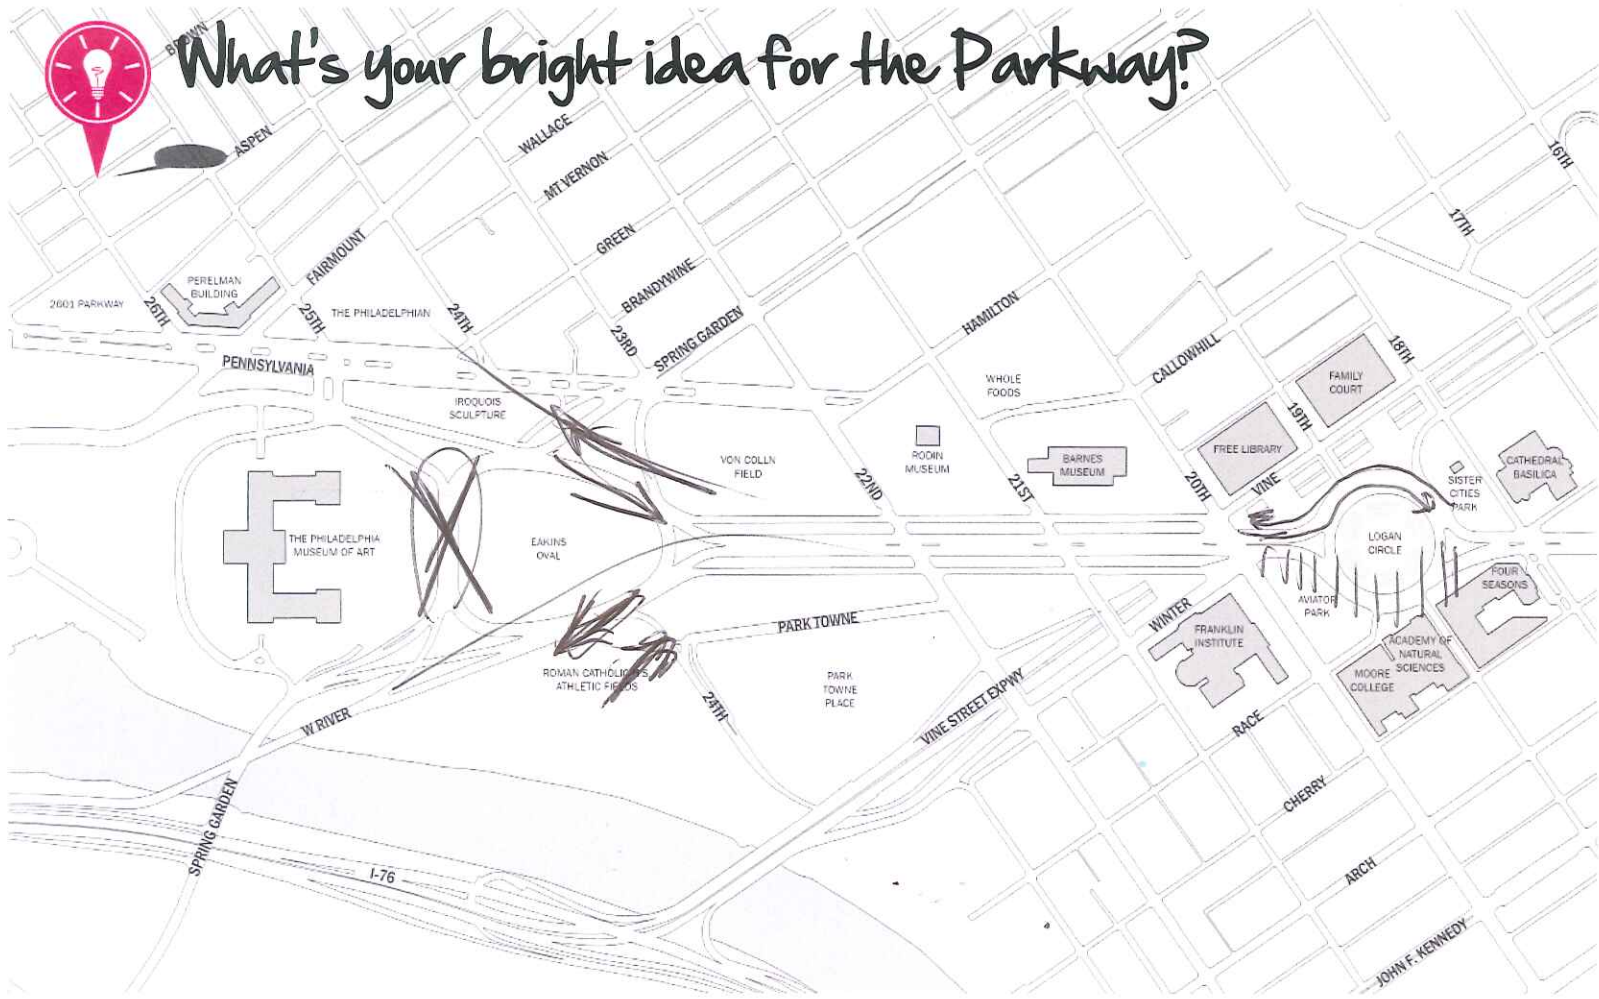 What's your bright idea for the Parkway?
BROWN
ASPEN
WALLACE
MT VERNON
GREEN
BRANDYWINE
SPRING GARDEN
FAIRMOUNT
HAMILTON
CALLOWHILL
16TH
17TH
18TH
19TH
2601 PARKWAY
26TH
PERELMAN
BUILDING
25TH
THE PHILADELPHIAN
24TH
23RD
PENNSYLVANIA
IROQUOIS
SCULPTURE
WHOLE
FOODS
FAMILY
COURT
VON COLLN
FIELD
22ND
RODIN
MUSEUM
21ST
BARNES
MUSEUM
20TH
FREE LIBRARY
VINE
SISTER
CITIES
PARK
CATHEDRAL
BASILICA
THE PHILADELPHIA
MUSEUM OF ART
EAKINS
OVAL
LOGAN
CIRCLE
FOUR
SEASONS
AVIATOR
PARK
PARK TOWNE
WINTER
FRANKLIN
INSTITUTE
ACADEMY OF
NATURAL
SCIENCES
MOORE
COLLEGE
ROMAN CATHOLIC HS
ATHLETIC FIELDS
24TH
PARK
TOWNE
PLACE
VINE STREET EXPWY
RACE
W RIVER
SPRING GARDEN
I-76
CHERRY
ARCH
JOHN F. KENNEDY